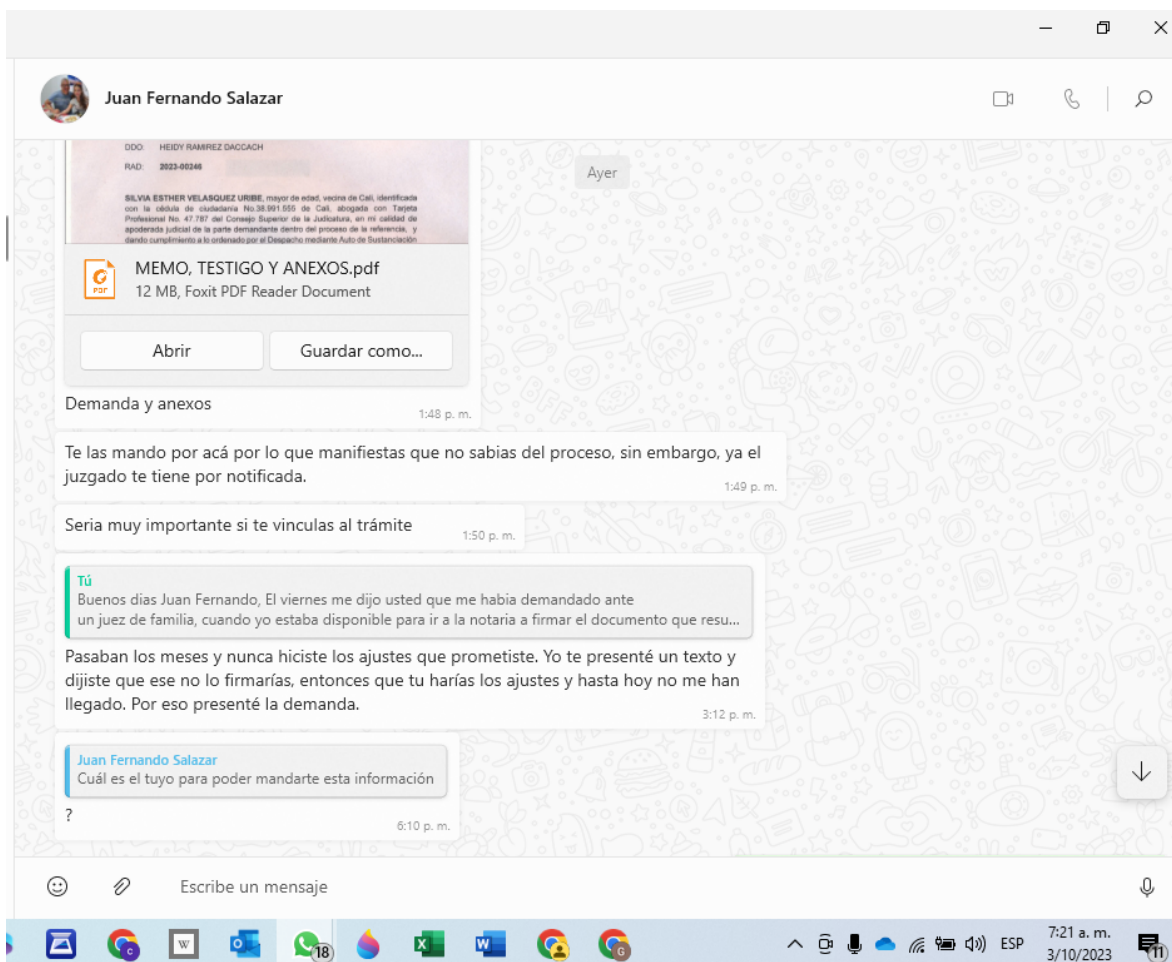 Juan Fernando Salazar
DDO: HEIDY RAMIREZ DACCACH
RAD: 2023-00246
SILVIA ESTHER VELASQUEZ URIBE, mayor de edad, vecina de Cali, identificada
con la cédula de ciudadanía No.38.991.555 de Cali, abogada con Tarjeta
Profesional No. 47.787 del Consejo Superior de la Judicatura, en mi calidad de
apoderada judicial de la parte demandante dentro del proceso de la referencia, y
dando cumplimiento a lo ordenado por el Despacho mediante Auto de Sustanciación
Ayer
PDF
MEMO, TESTIGO Y ANEXOS.pdf
12 MB, Foxit PDF Reader Document
Abrir
Guardar como...
Demanda y anexos
1:48 p. m.
Te las mando por acá por lo que manifiestas que no sabias del proceso, sin embargo, ya el
juzgado te tiene por notificada.
1:49 p. m.
Seria muy importante si te vinculas al trámite
1:50 p. m.
Tú
Buenos dias Juan Fernando, El viernes me dijo usted que me habia demandado ante
un juez de familia, cuando yo estaba disponible para ir a la notaria a firmar el documento que resu...
Pasaban los meses y nunca hiciste los ajustes que prometiste. Yo te presenté un texto y
dijiste que ese no lo firmarías, entonces que tu harías los ajustes y hasta hoy no me han
llegado. Por eso presenté la demanda.
3:12 p. m.
Juan Fernando Salazar
Cuál es el tuyo para poder mandarte esta información
?
6:10 p. m.
Escribe un mensaje
18
ESP
7:21 a. m.
3/10/2023
11